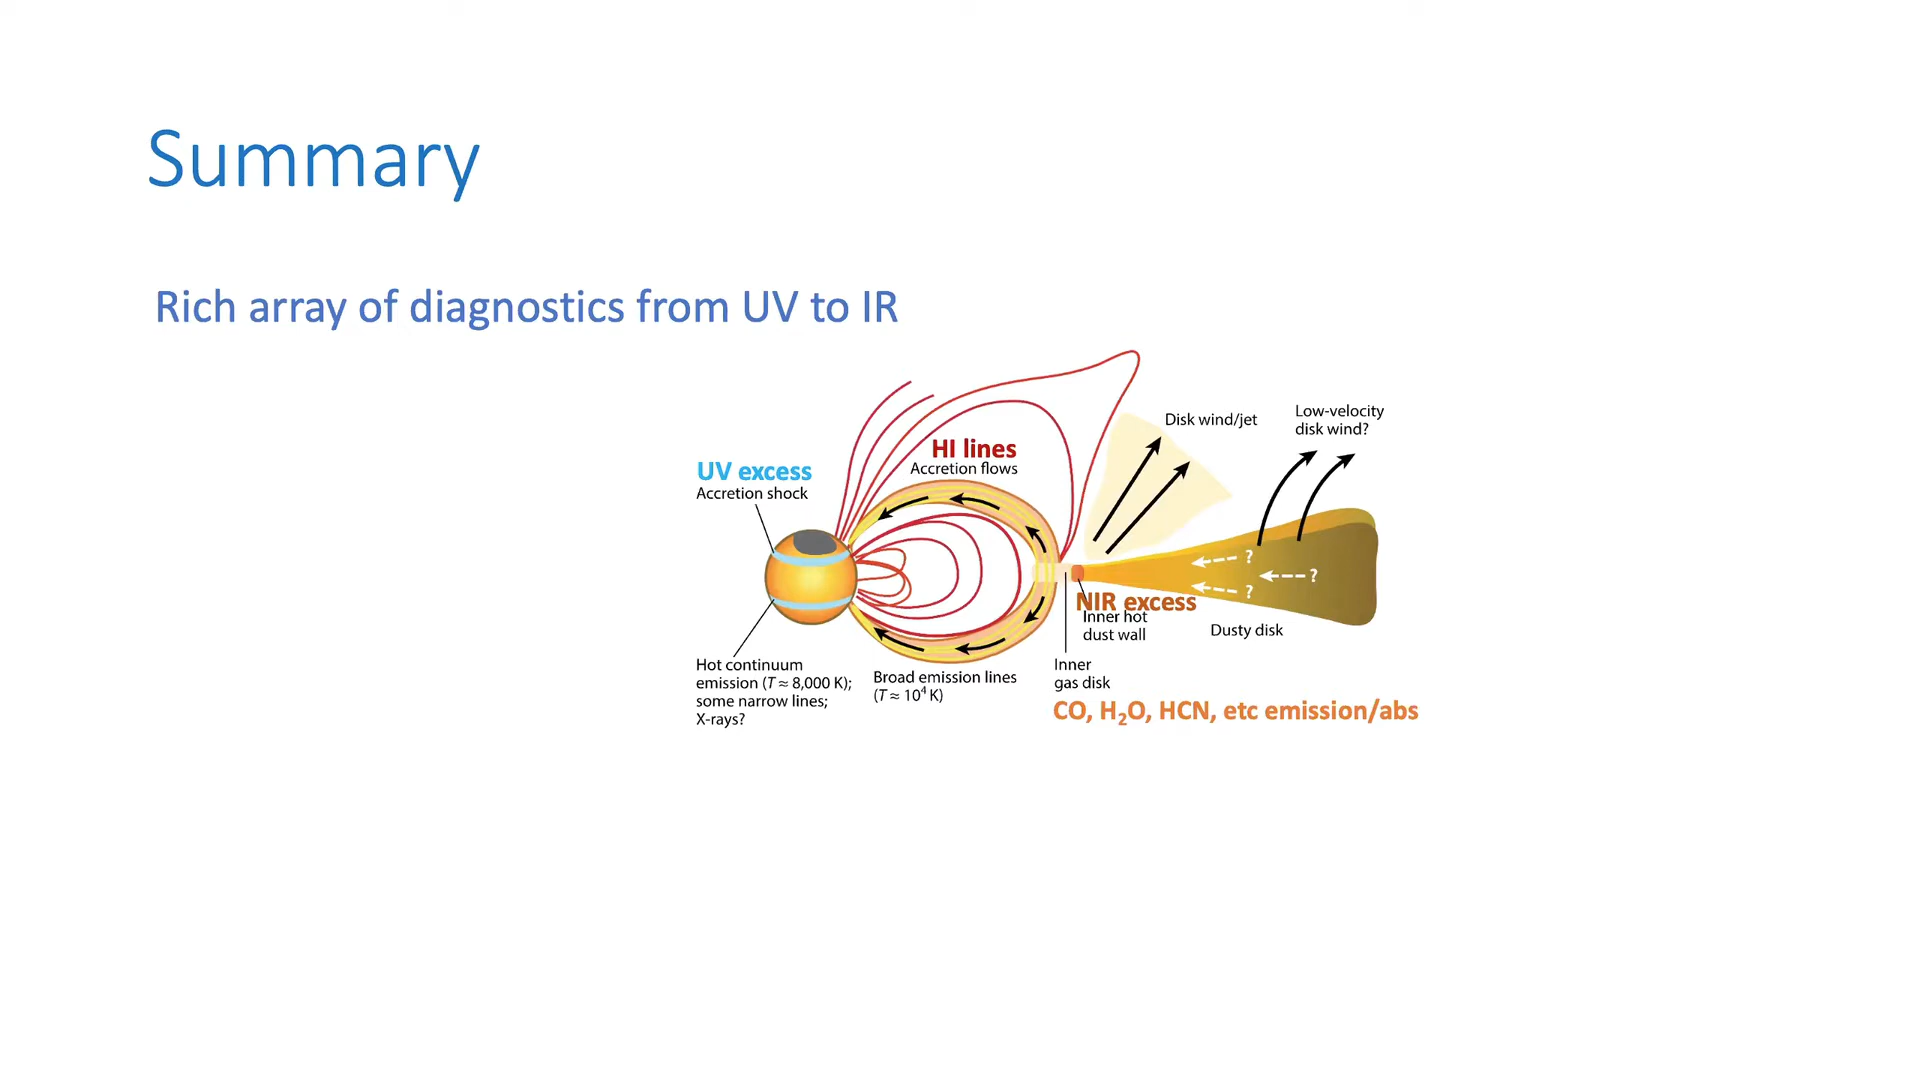 Summary
Rich array of diagnostics from UV to IR
UV excess
Accretion shock
HI lines
Accretion flows
Disk wind/jet
Low-velocity
disk wind?
?
?
?
NIR excess
Inner hot
dust wall
Dusty disk
Hot continuum
emission (T ≈ 8,000 K);
some narrow lines;
X-rays?
Broad emission lines
(T ≈ 10⁴ K)
Inner
gas disk
CO, H₂O, HCN, etc emission/abs